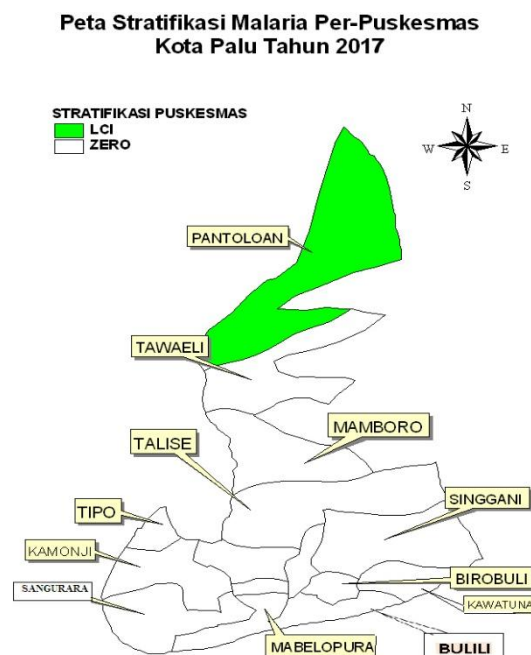 Peta Stratifikasi Malaria Per-Puskesmas
Kota Palu Tahun 2017
STRATIFIKASI PUSKESMAS
LCI
ZERO
N
W
E
S
PANTOLOAN
TAWAELI
MAMBORO
TALISE
SINGGANI
TIPO
KAMONJI
BIROBULI
SANGURARA
KAWATUNA
MABELOPURA
BULILI